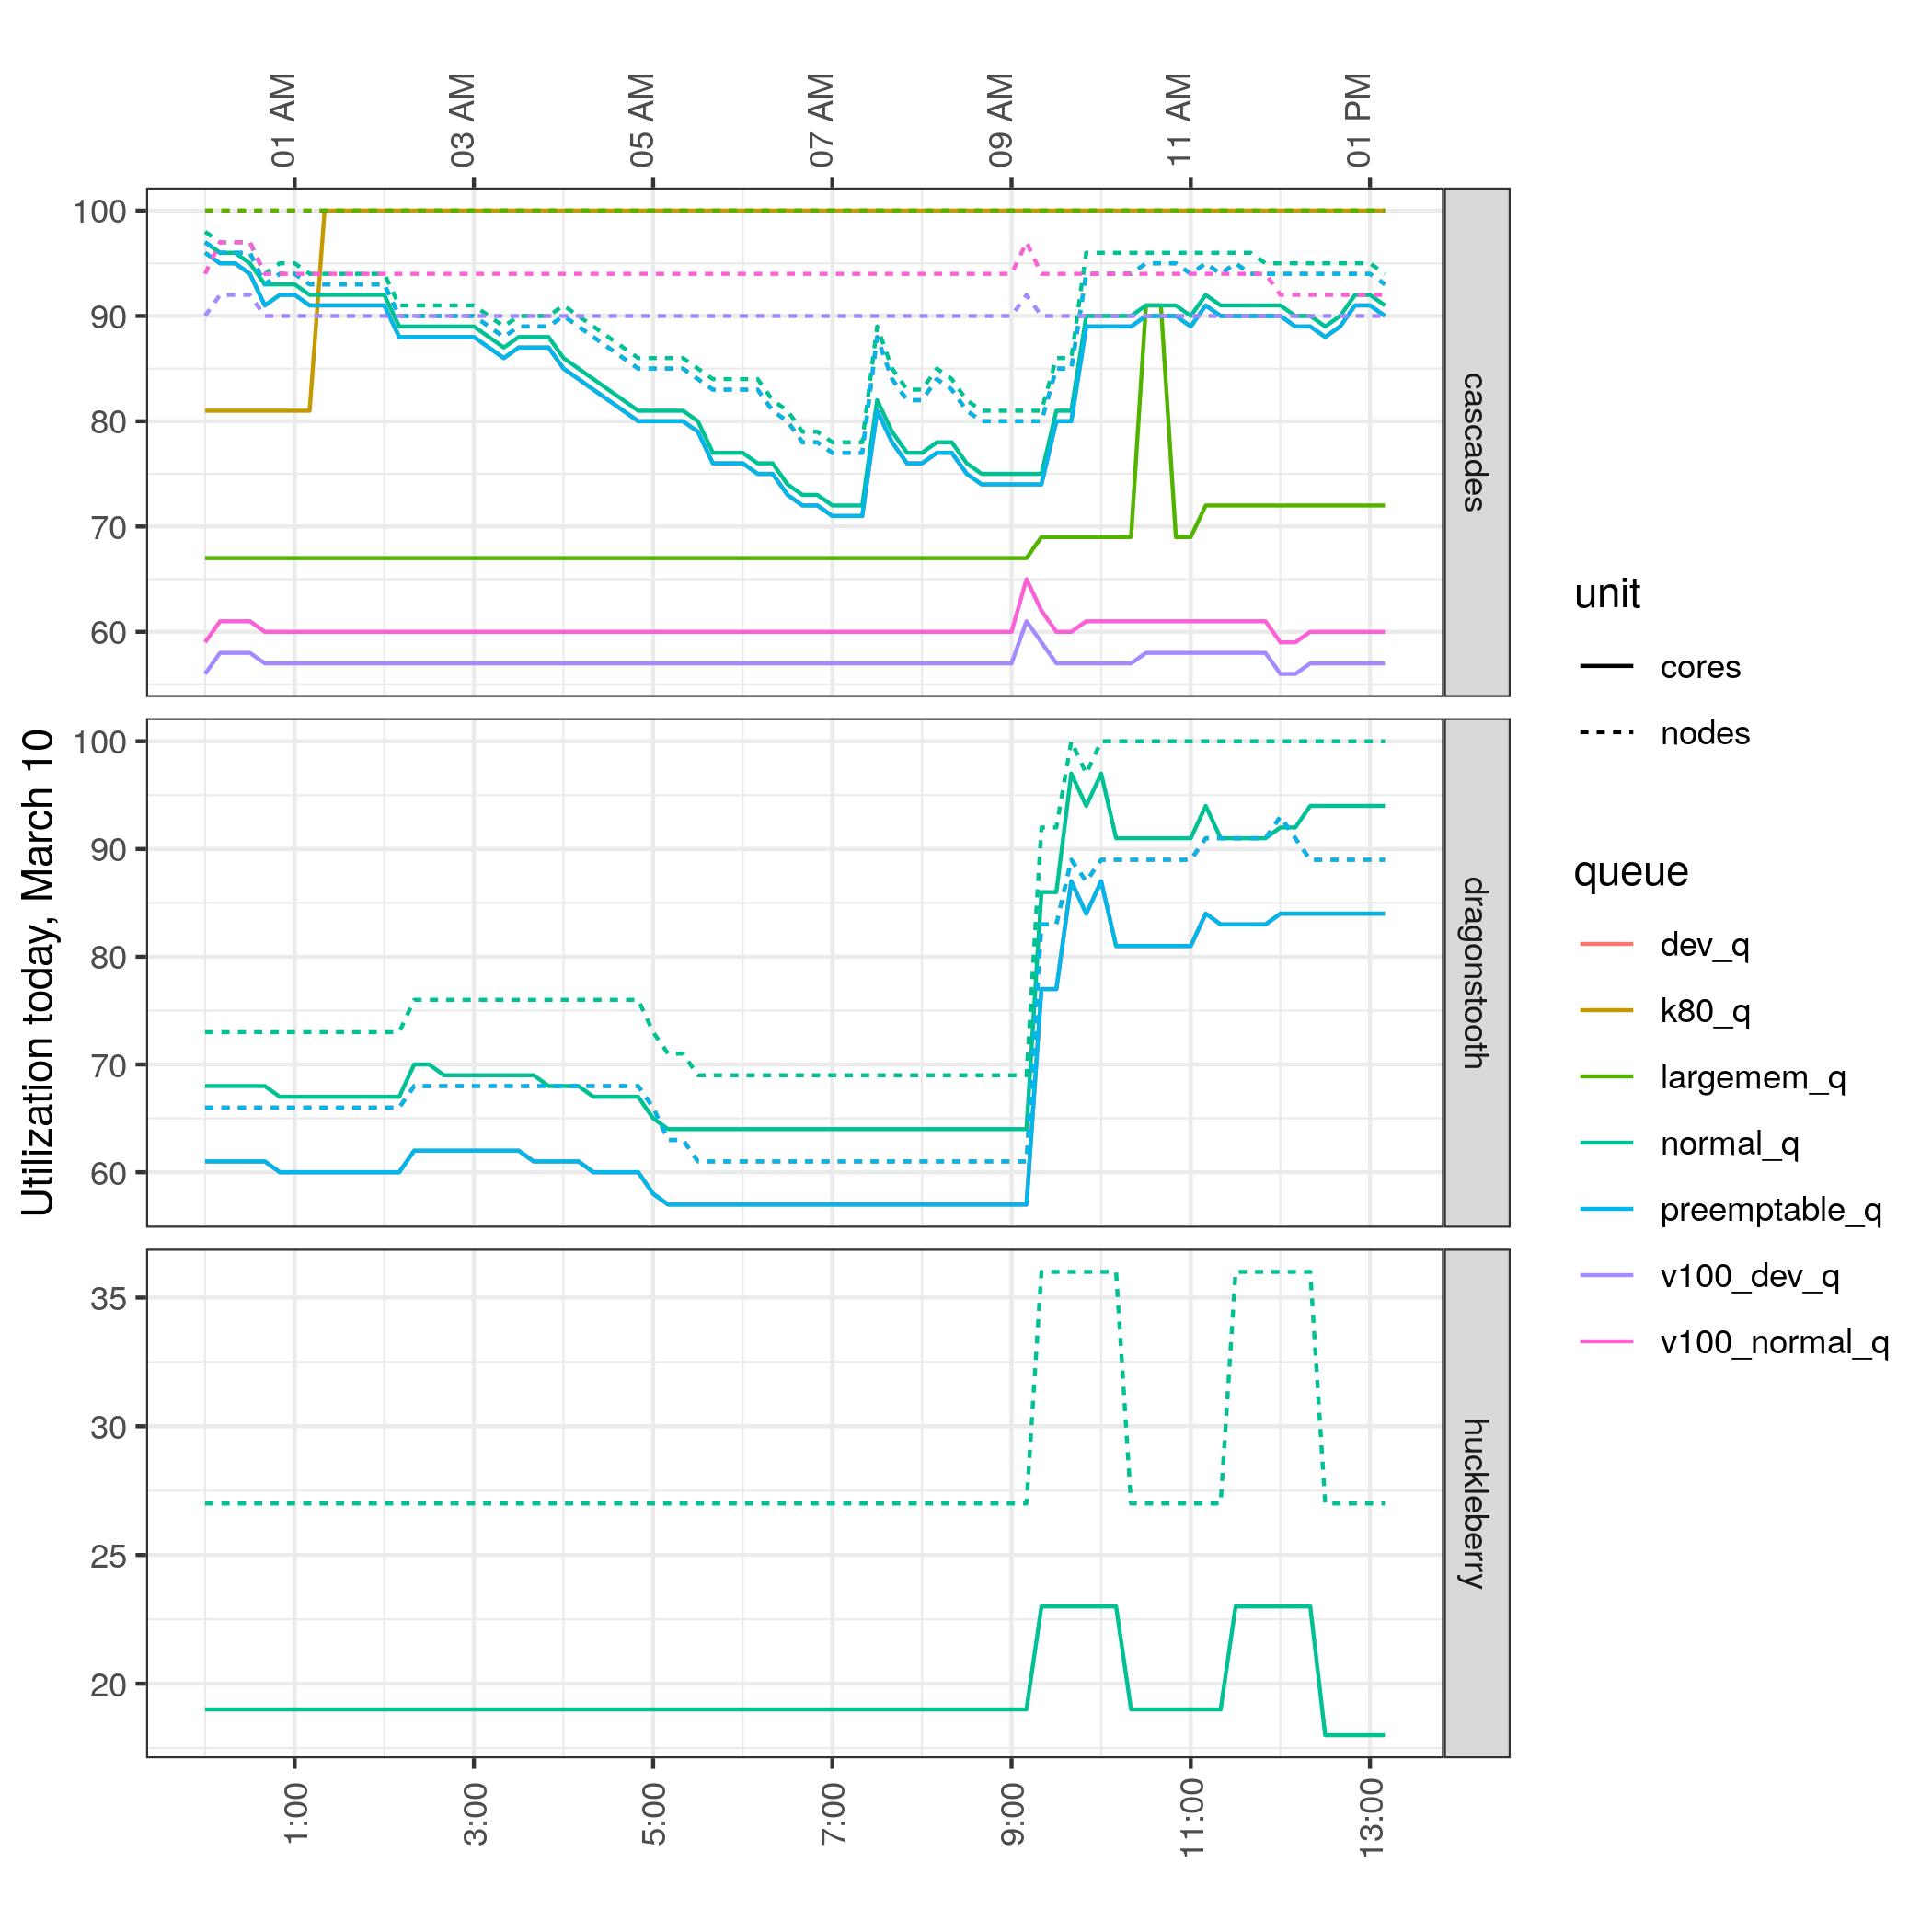 01 AM
03 AM
05 AM
07 AM
09 AM
11 AM
01 PM
Utilization today, March 10
100
90
80
70
60
cascades
100
90
80
70
60
dragonstooth
35
30
25
20
huckleberry
1:00
3:00
5:00
7:00
9:00
11:00
13:00
unit
cores
nodes
queue
dev_q
k80_q
largemem_q
normal_q
preemptable_q
v100_dev_q
v100_normal_q